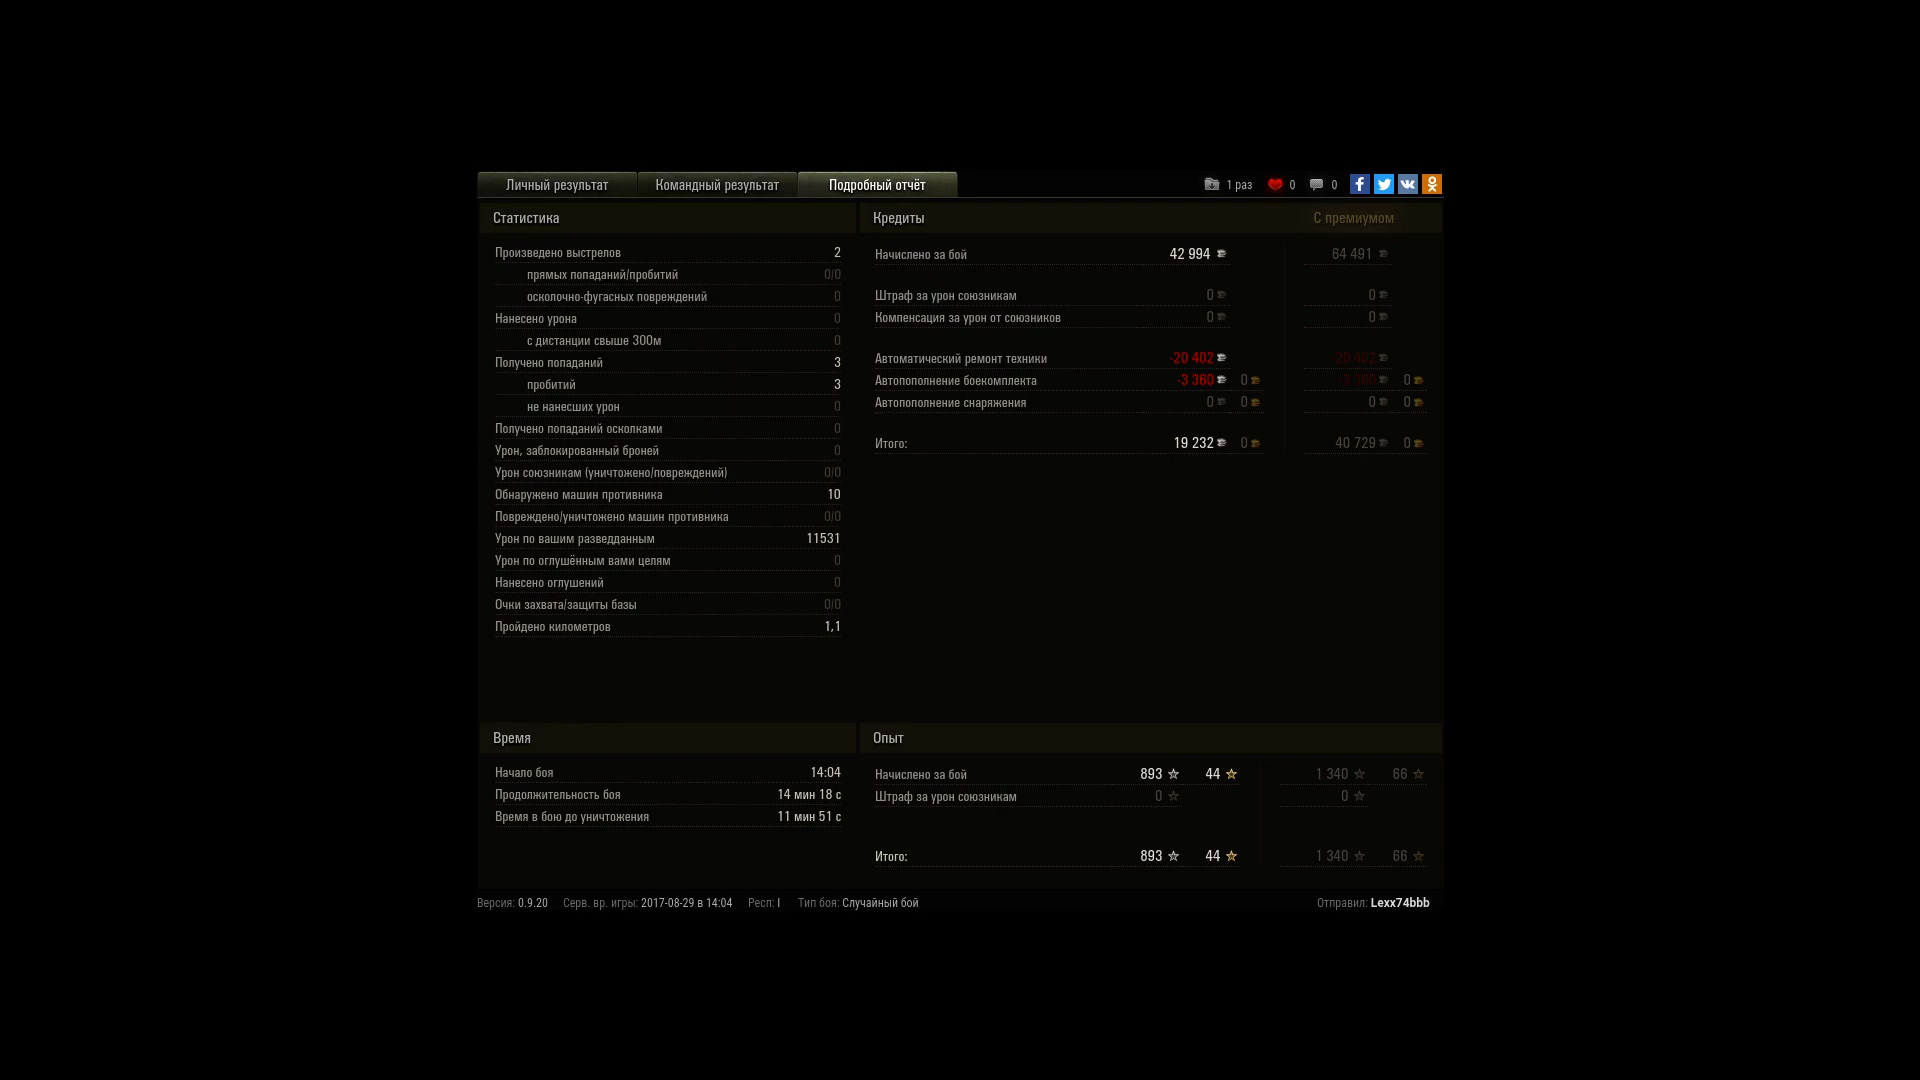 Личный результат Командный результат Подробный отчёт 1 раз 0 0
Статистика
Произведено выстрелов 2
прямых попаданий/пробитий 0/0
осколочно-фугасных повреждений 0
Нанесено урона 0
с дистанции свыше 300м 0
Получено попаданий 3
пробитий 3
не нанесших урон 0
Получено попаданий осколками 0
Урон, заблокированный броней 0
Урон союзникам (уничтожено/повреждений) 0/0
Обнаружено машин противника 10
Повреждено/уничтожено машин противника 0/0
Урон по вашим разведданным 11531
Урон по оглушённым вами целям 0
Нанесено оглушений 0
Очки захвата/защиты базы 0/0
Пройдено километров 1,1
Кредиты С премиумом
Начислено за бой 42 994 64 491
Штраф за урон союзникам 0 0
Компенсация за урон от союзников 0 0
Автоматический ремонт техники -20 402 -20 402
Автопополнение боекомплекта -3 360 0 -3 360 0
Автопополнение снаряжения 0 0 0 0
Итого: 19 232 0 40 729 0
Время
Начало боя 14:04
Продолжительность боя 14 мин 18 с
Время в бою до уничтожения 11 мин 51 с
Опыт
Начислено за бой 893 44 1 340 66
Штраф за урон союзникам 0 0
Итого: 893 44 1 340 66
Версия: 0.9.20 Серв. вр. игры: 2017-08-29 в 14:04 Респ: I Тип боя: Случайный бой Отправил: Lexx74bbb